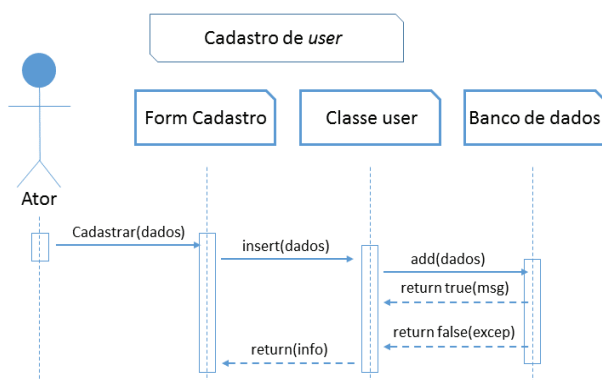 Cadastro de user
Form Cadastro
Classe user
Banco de dados
Ator
Cadastrar(dados)
insert(dados)
add(dados)
return true(msg)
return false(excep)
return(info)